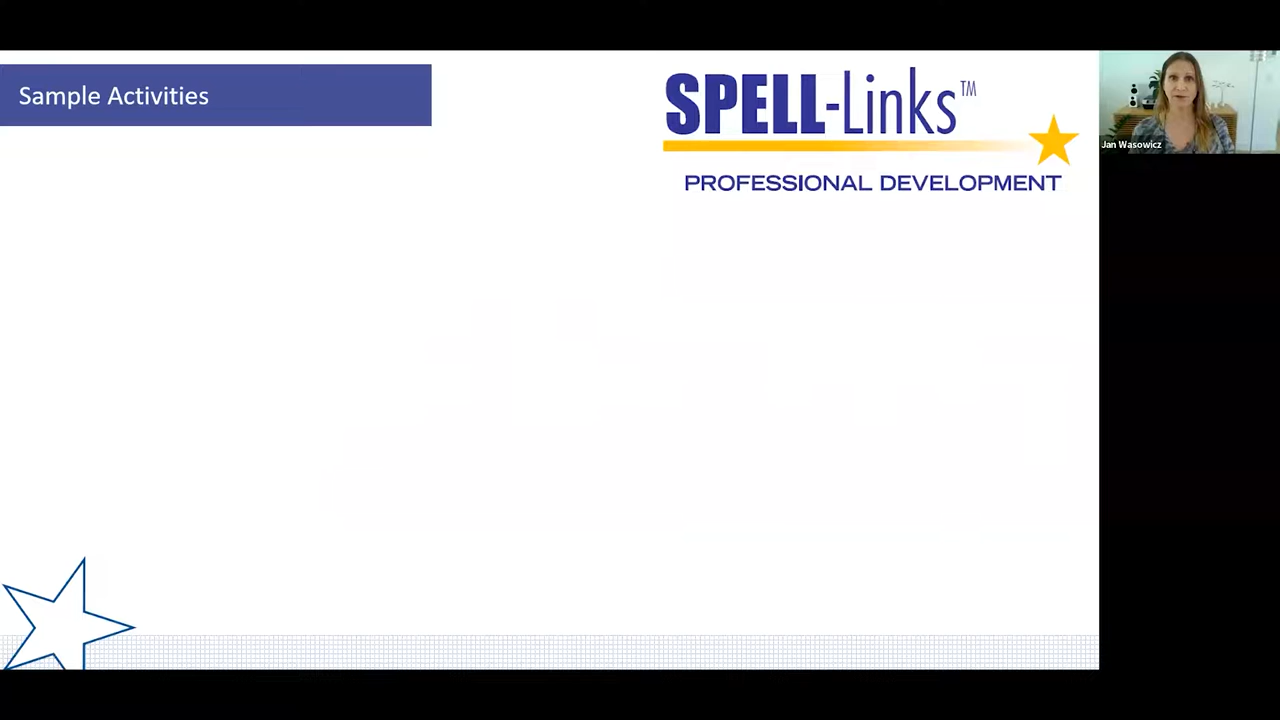 Sample Activities
SPELL-Links™
PROFESSIONAL DEVELOPMENT
Jan Wasowicz